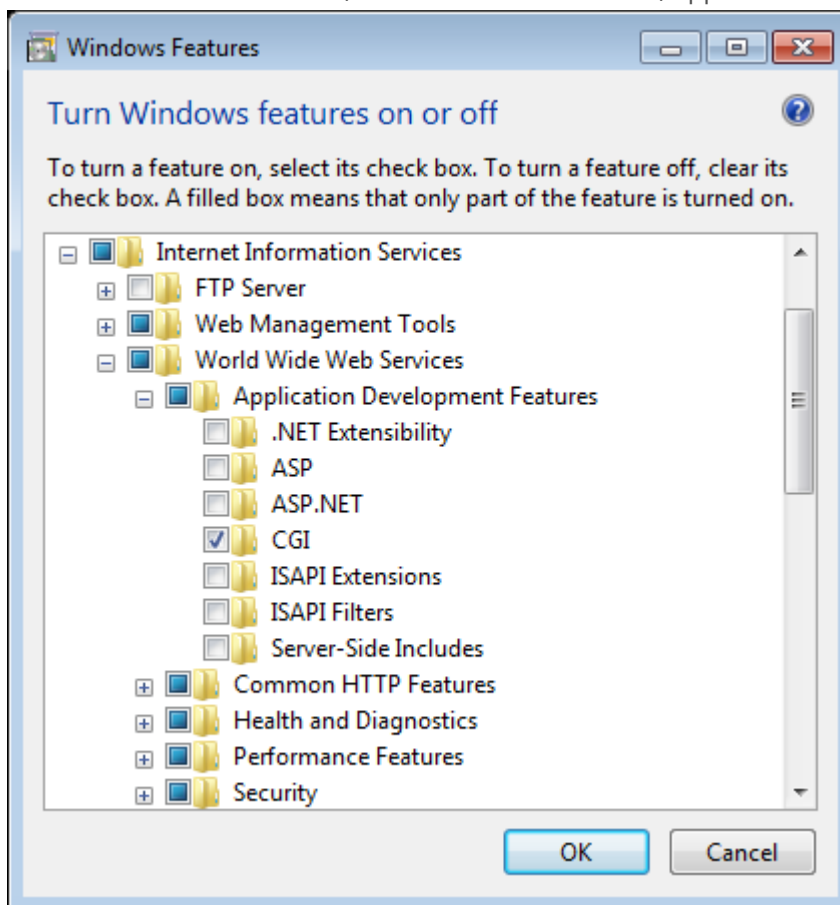 Windows Features
Turn Windows features on or off
To turn a feature on, select its check box. To turn a feature off, clear its
check box. A filled box means that only part of the feature is turned on.
Internet Information Services
FTP Server
Web Management Tools
World Wide Web Services
Application Development Features
.NET Extensibility
ASP
ASP.NET
CGI
ISAPI Extensions
ISAPI Filters
Server-Side Includes
Common HTTP Features
Health and Diagnostics
Performance Features
Security
OK Cancel